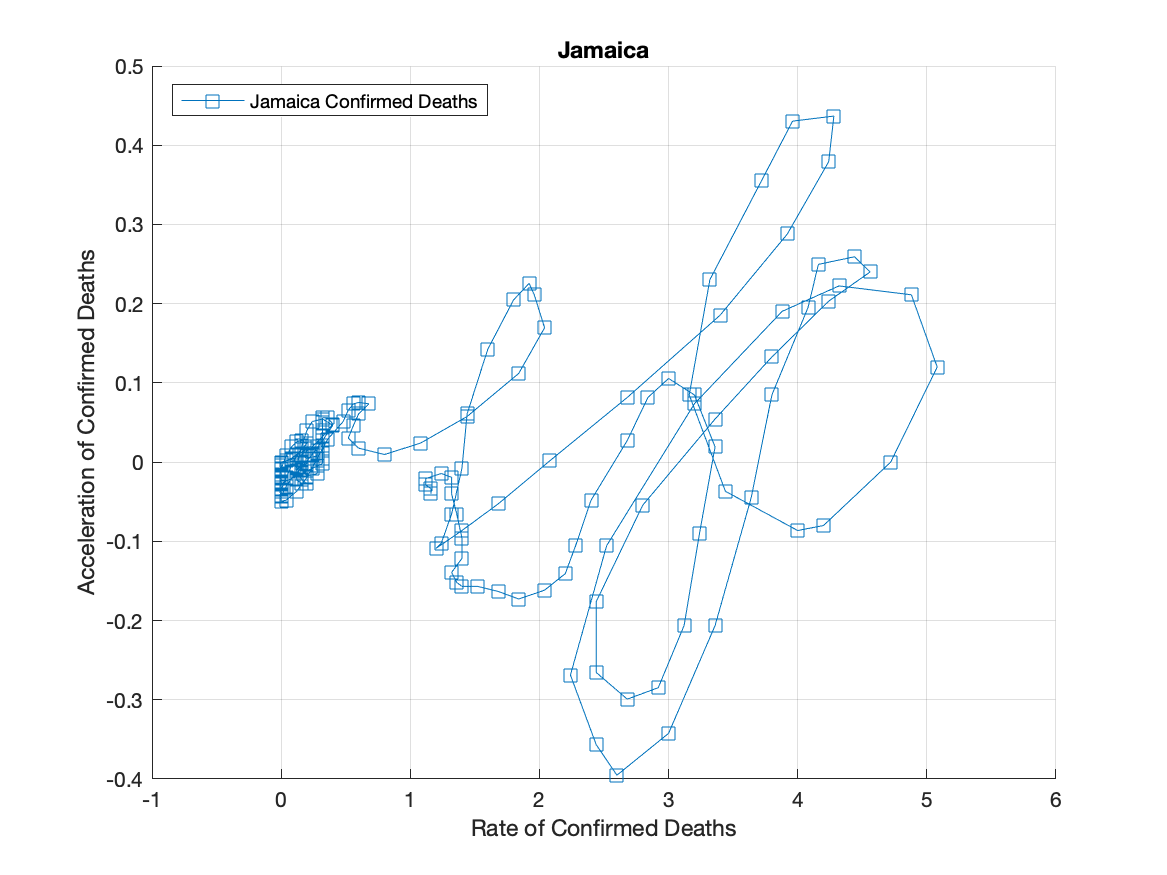 Jamaica
0.5
0.4
0.3
0.2
0.1
0
-0.1
-0.2
-0.3
-0.4
Acceleration of Confirmed Deaths
Jamaica Confirmed Deaths
-1 0 1 2 3 4 5 6
Rate of Confirmed Deaths